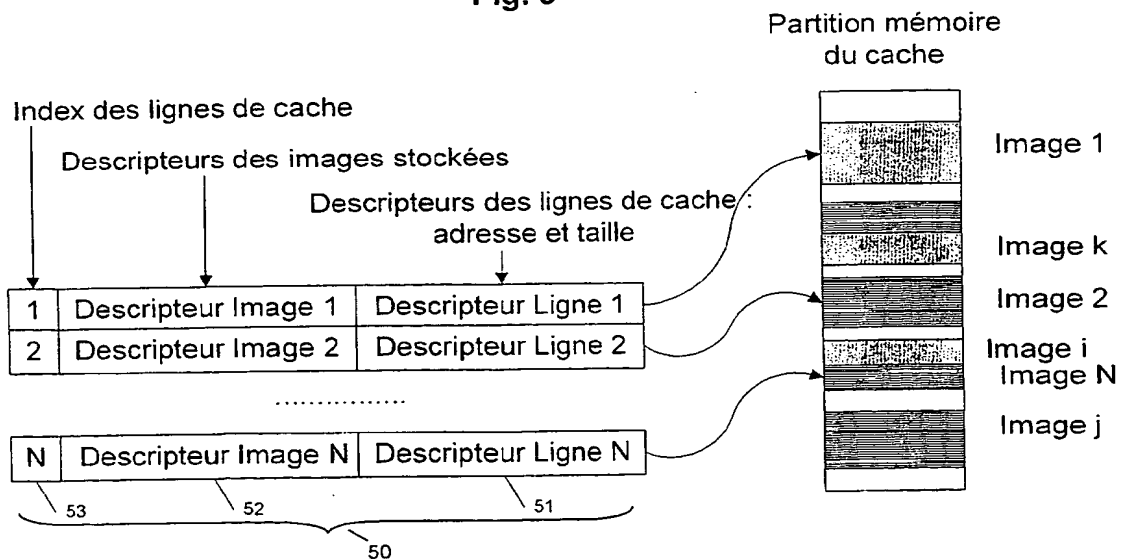 Partition mémoire
du cache
Index des lignes de cache
Descripteurs des images stockées
Descripteurs des lignes de cache :
adresse et taille
1 Descripteur Image 1 Descripteur Ligne 1
2 Descripteur Image 2 Descripteur Ligne 2
................
N Descripteur Image N Descripteur Ligne N
53 52 51
50
Image 1
Image k
Image 2
Image i
Image N
Image j